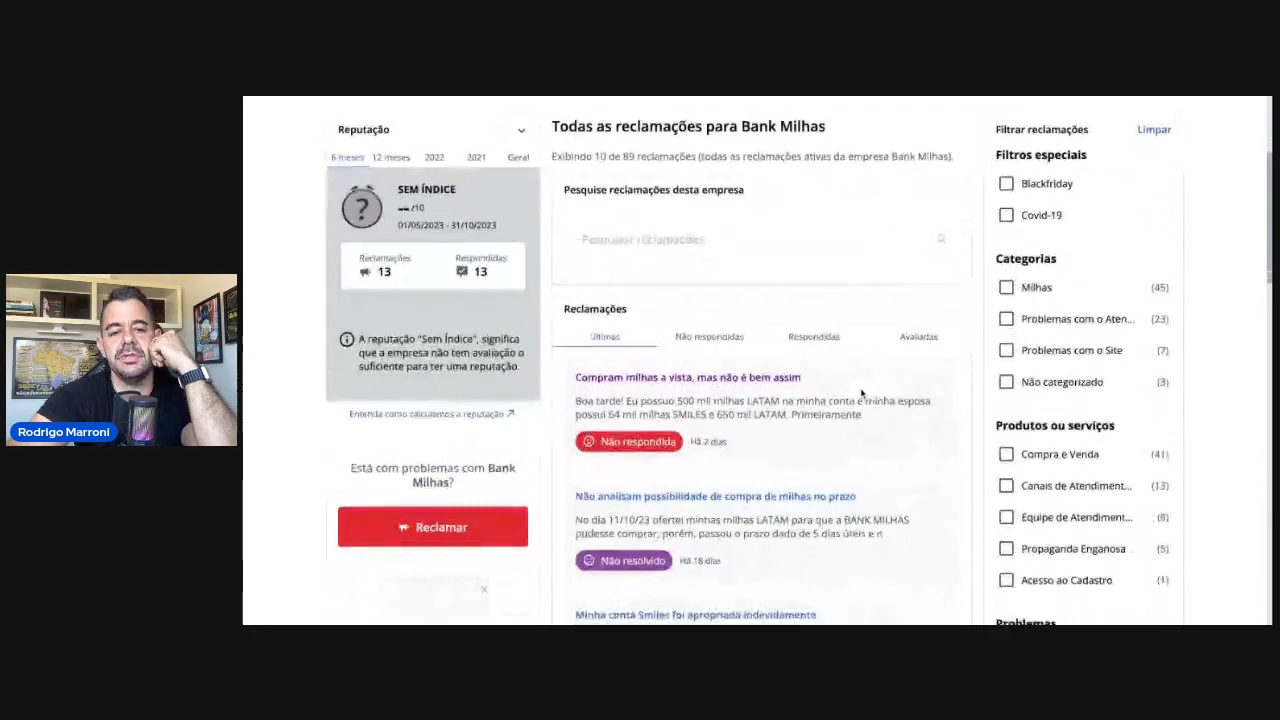 Reputação
6 meses 12 meses 2022 2021 Geral
SEM ÍNDICE
-- /10
01/05/2023 - 31/10/2023
Reclamações
13
Respondidas
13
A reputação "Sem Índice", significa
que a empresa não tem avaliação o
suficiente para ter uma reputação.
Entenda como calculamos a reputação
Está com problemas com Bank
Milhas?
Reclamar
Todas as reclamações para Bank Milhas
Exibindo 10 de 89 reclamações (todas as reclamações ativas da empresa Bank Milhas).
Pesquise reclamações desta empresa
Pesquisar reclamações
Reclamações
Últimas Não respondidas Respondidas Avaliadas
Compram milhas a vista, mas não é bem assim
Boa tarde! Eu possuo 500 mil milhas LATAM na minha conta e minha esposa
possui 64 mil milhas SMILES e 650 mil LATAM. Primeiramente
Não respondida Há 2 dias
Não analisam possibilidade de compra de milhas no prazo
No dia 11/10/23 ofertei minhas milhas LATAM para que a BANK MILHAS
pudesse comprar, porém, passou o prazo dado de 5 dias úteis e n
Não resolvido Há 18 dias
Minha conta Smiles foi apropriada indevidamente
Filtrar reclamações Limpar
Filtros especiais
Blackfriday
Covid-19
Categorias
Milhas (45)
Problemas com o Aten... (23)
Problemas com o Site (7)
Não categorizado (3)
Produtos ou serviços
Compra e Venda (41)
Canais de Atendiment... (13)
Equipe de Atendiment... (8)
Propaganda Enganosa (5)
Acesso ao Cadastro (1)
Problemas
Rodrigo Marroni